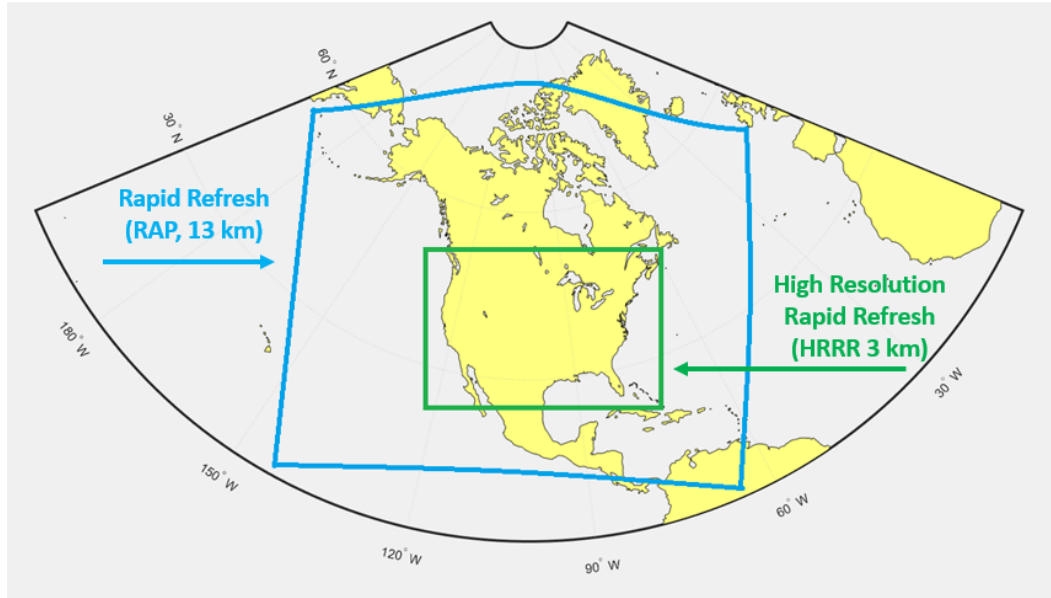 60° N
30° N
Rapid Refresh
(RAP, 13 km)
High Resolution
Rapid Refresh
(HRRR 3 km)
180° W
150° W
120° W
90° W
60° W
30° W